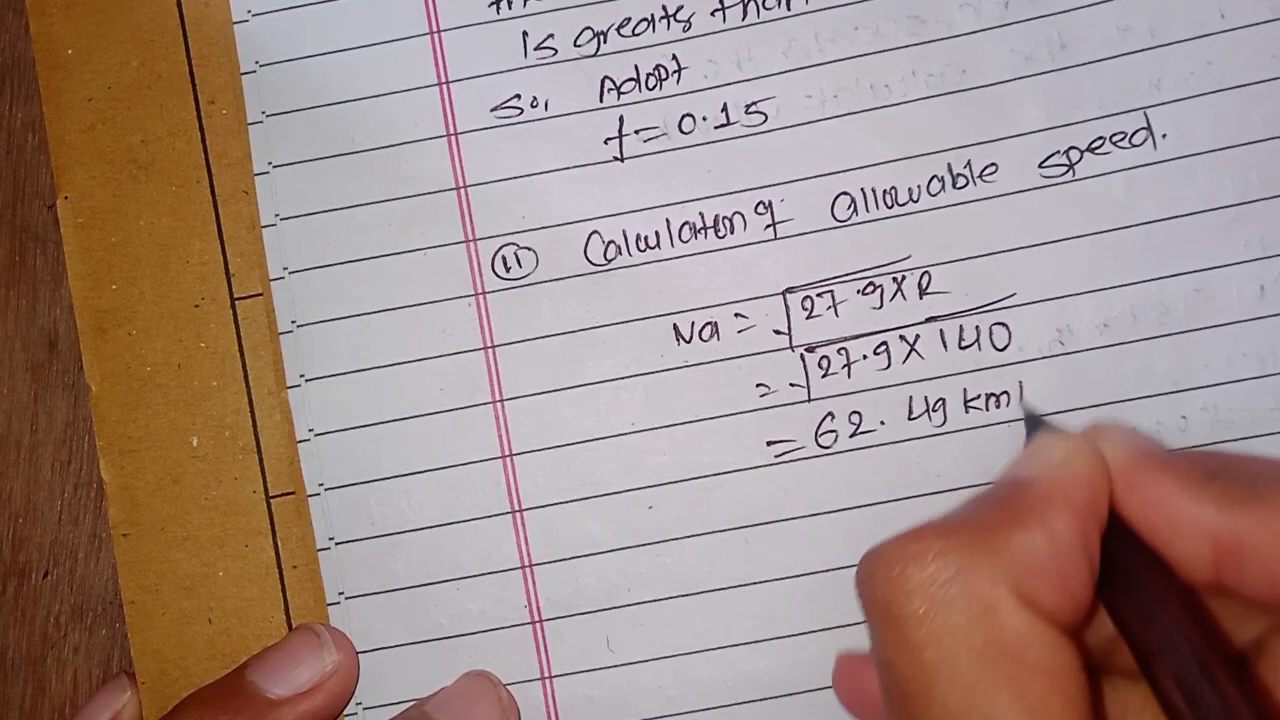 is greater than
So, Adopt
f = 0.15
(ii) Calculation of allowable speed.
Va = √27.9×R
= √27.9×140
= 62.49 km/